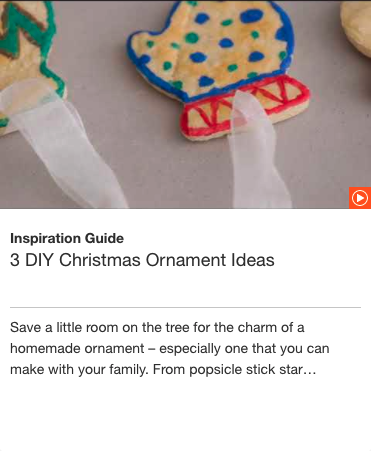 Inspiration Guide
3 DIY Christmas Ornament Ideas
Save a little room on the tree for the charm of a
homemade ornament – especially one that you can
make with your family. From popsicle stick star…